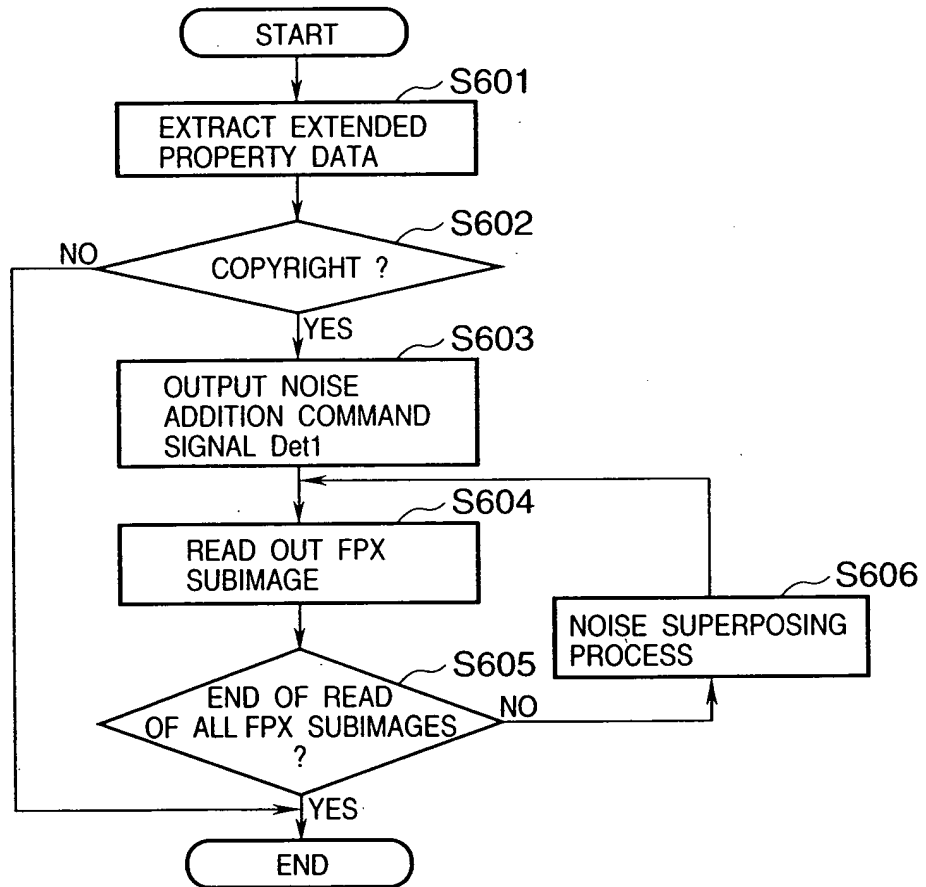 START
S601
EXTRACT EXTENDED
PROPERTY DATA
S602
NO
COPYRIGHT ?
YES
S603
OUTPUT NOISE
ADDITION COMMAND
SIGNAL Det1
S604
READ OUT FPX
SUBIMAGE
S606
NOISE SUPERPOSING
PROCESS
S605
END OF READ
OF ALL FPX SUBIMAGES
?
NO
YES
END